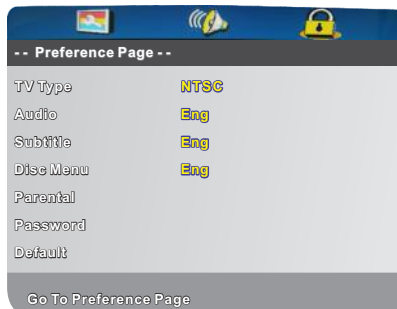 -- Preference Page --
TV Type NTSC
Audio Eng
Subtitle Eng
Disc Menu Eng
Parental
Password
Default
Go To Preference Page